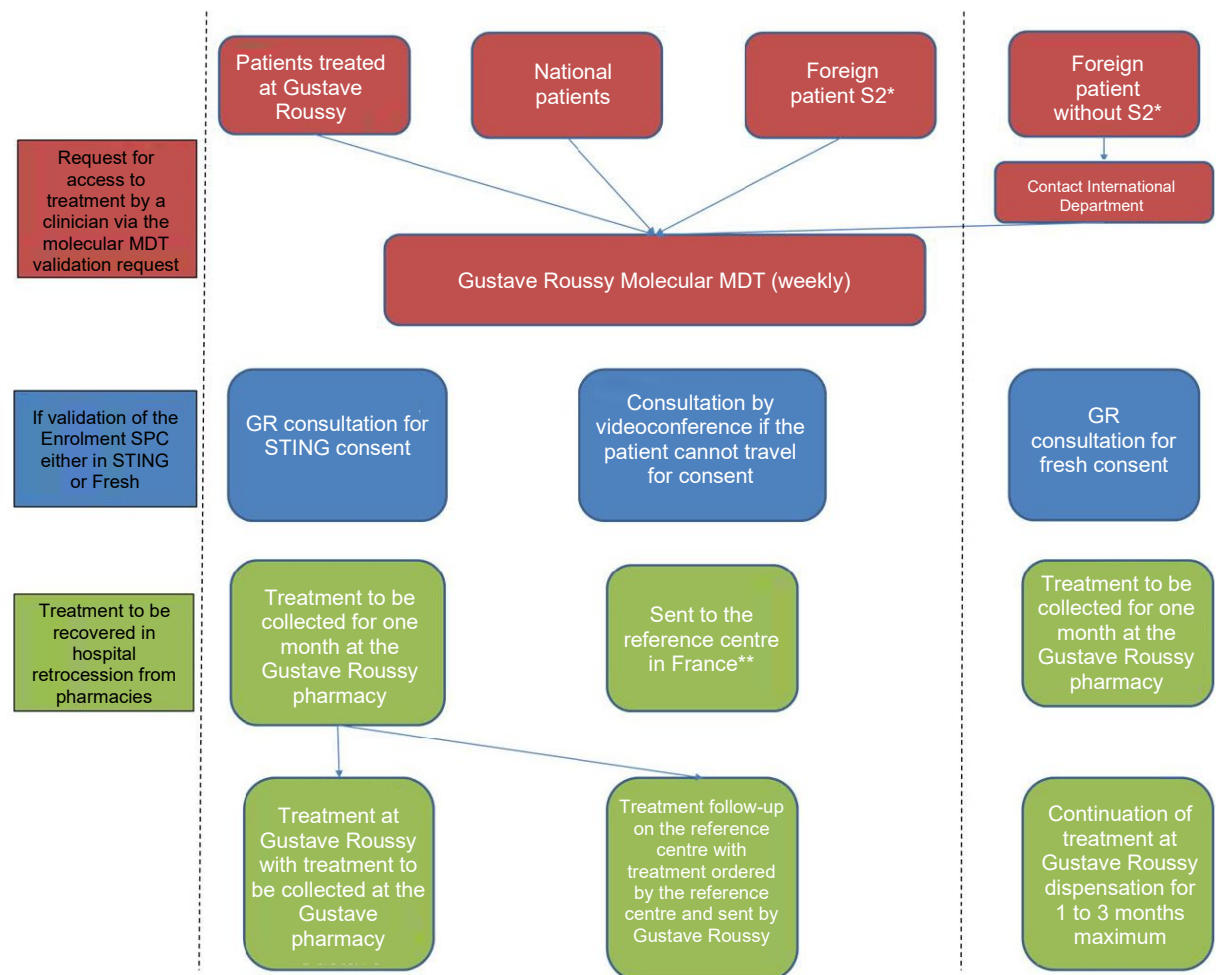 Patients treated
at Gustave
Roussy
National
patients
Foreign
patient S2*
Foreign
patient
without S2*
Request for
access to
treatment by a
clinician via the
molecular MDT
validation request
Contact International
Department
Gustave Roussy Molecular MDT (weekly)
If validation of the
Enrolment SPC
either in STING
or Fresh
GR consultation for
STING consent
Consultation by
videoconference if the
patient cannot travel
for consent
GR
consultation for
fresh consent
Treatment to be
recovered in
hospital
retrocession from
pharmacies
Treatment to be
collected for one
month at the
Gustave Roussy
pharmacy
Sent to the
reference centre
in France**
Treatment to be
collected for one
month at the
Gustave Roussy
pharmacy
Treatment at
Gustave Roussy
with treatment to
be collected at the
Gustave
pharmacy
Treatment follow-up
on the reference
centre with
treatment ordered
by the reference
centre and sent by
Gustave Roussy
Continuation of
treatment at
Gustave Roussy
dispensation for
1 to 3 months
maximum